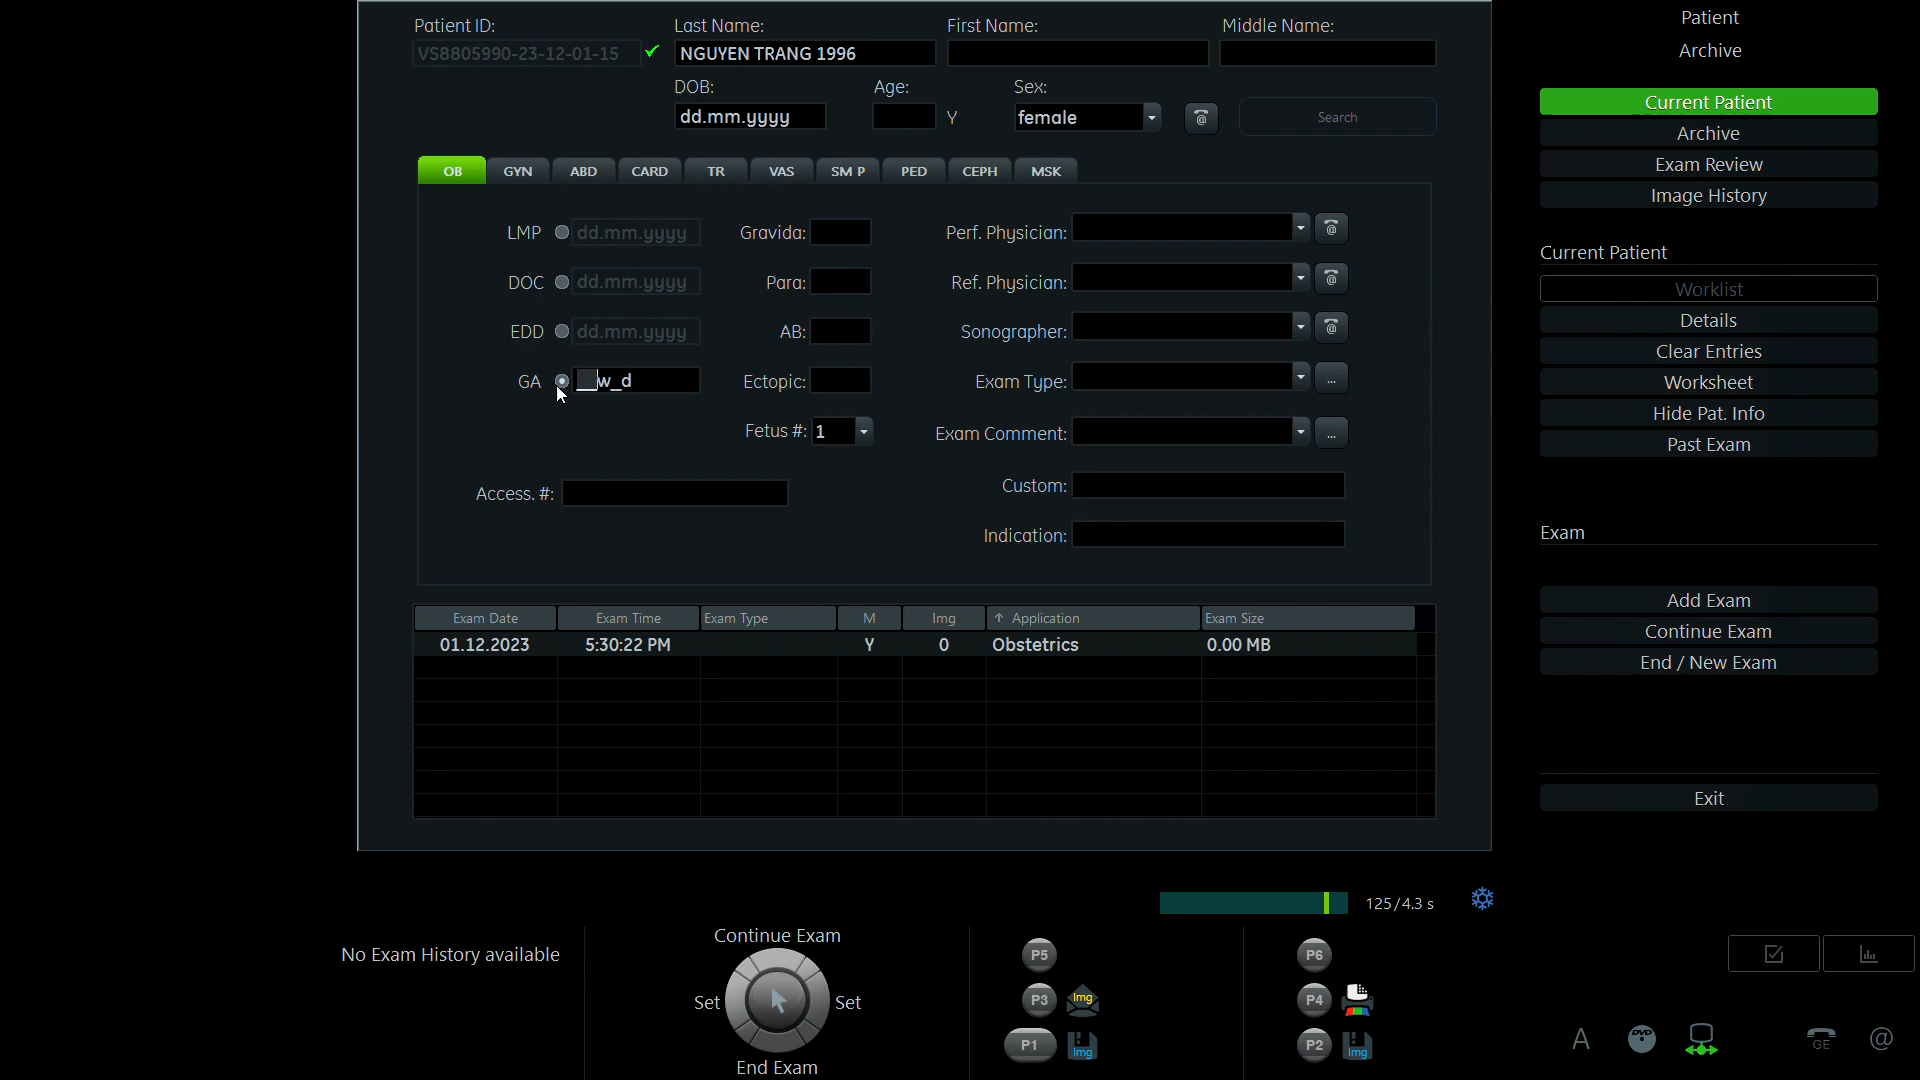 Patient ID: Last Name: First Name: Middle Name:
VS8805990-23-12-01-15 NGUYEN TRANG 1996
DOB: Age: Sex:
dd.mm.yyyy Y female @ Search
OB GYN ABD CARD TR VAS SM P PED CEPH MSK
LMP dd.mm.yyyy Gravida: Perf. Physician: @
DOC dd.mm.yyyy Para: Ref. Physician: @
EDD dd.mm.yyyy AB: Sonographer: @
GA __w_d Ectopic: Exam Type: ...
Fetus #: 1 Exam Comment: ...
Access. #: Custom:
Indication:
Exam Date Exam Time Exam Type M Img ↑ Application Exam Size
01.12.2023 5:30:22 PM Y 0 Obstetrics 0.00 MB
Patient
Archive
Current Patient
Archive
Exam Review
Image History
Current Patient
Worklist
Details
Clear Entries
Worksheet
Hide Pat. Info
Past Exam
Exam
Add Exam
Continue Exam
End / New Exam
Exit
125/4.3 s
No Exam History available
Continue Exam
Set Set
End Exam
P5
P3 Img
P1 Img
P6
P4
P2 Img
A DVD GE @